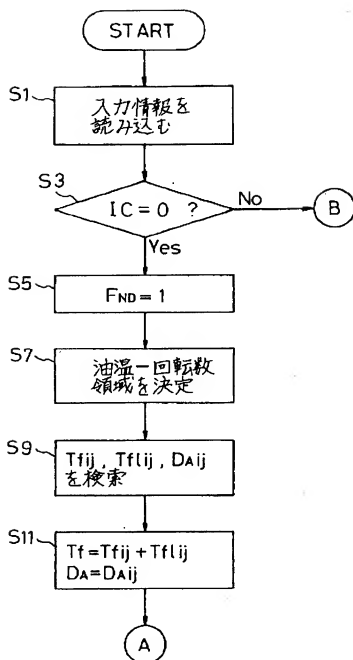 START
S1
入力情報を
読み込む
S3
IC=0 ?
No
B
Yes
S5
FND=1
S7
油温-回転数
領域を決定
S9
Tfij, Tflij, DAij
を検索
S11
Tf=Tfij+Tflij
DA=DAij
A